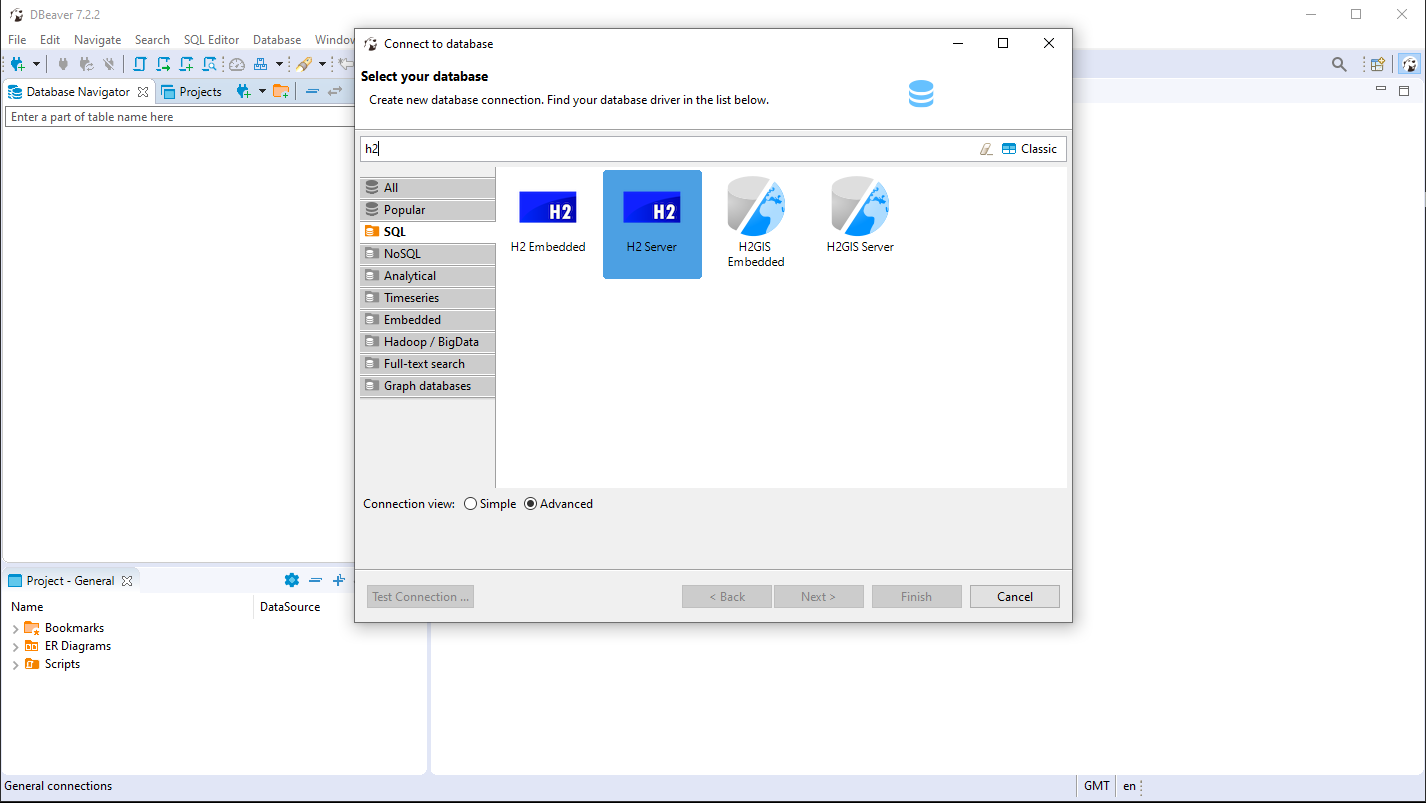 DBeaver 7.2.2
File Edit Navigate Search SQL Editor Database Window
Database Navigator Projects
Enter a part of table name here
Connect to database
Select your database
Create new database connection. Find your database driver in the list below.
h2 Classic
All
Popular
SQL
NoSQL
Analytical
Timeseries
Embedded
Hadoop / BigData
Full-text search
Graph databases
H2
H2 Embedded
H2
H2 Server
H2GIS
Embedded
H2GIS Server
Connection view: Simple Advanced
Test Connection ... < Back Next > Finish Cancel
Project - General
Name DataSource
Bookmarks
ER Diagrams
Scripts
General connections GMT en